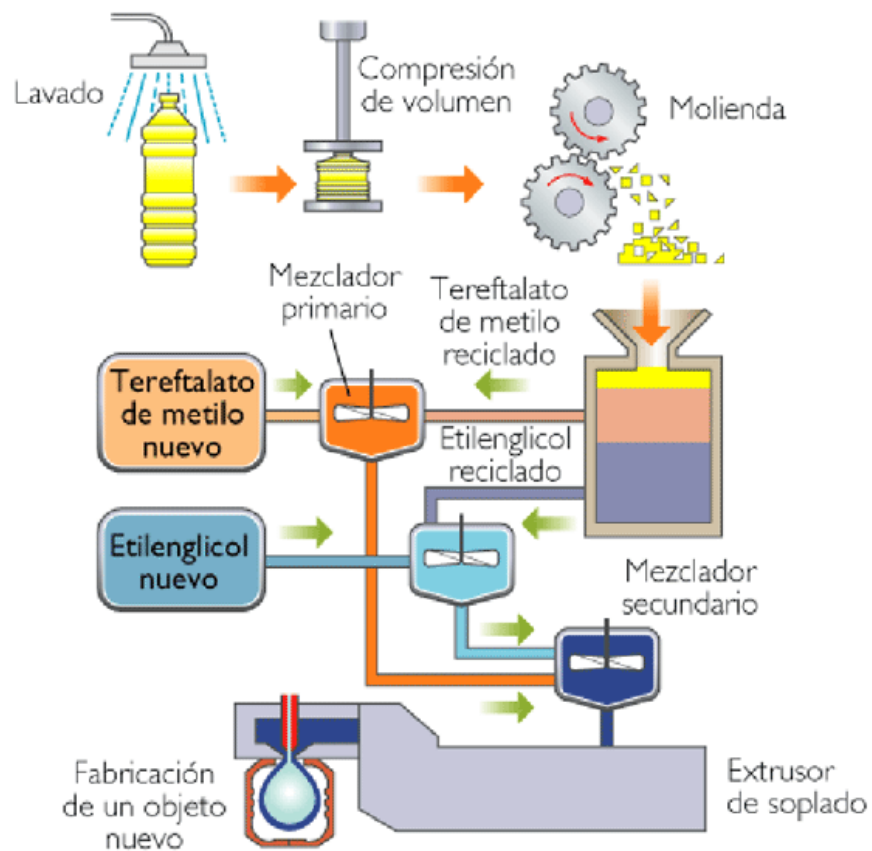 Lavado
Compresión
de volumen
Molienda
Mezclador
primario
Tereftalato
de metilo
reciclado
Tereftalato
de metilo
nuevo
Etilenglicol
reciclado
Etilenglicol
nuevo
Mezclador
secundario
Fabricación
de un objeto
nuevo
Extrusor
de soplado